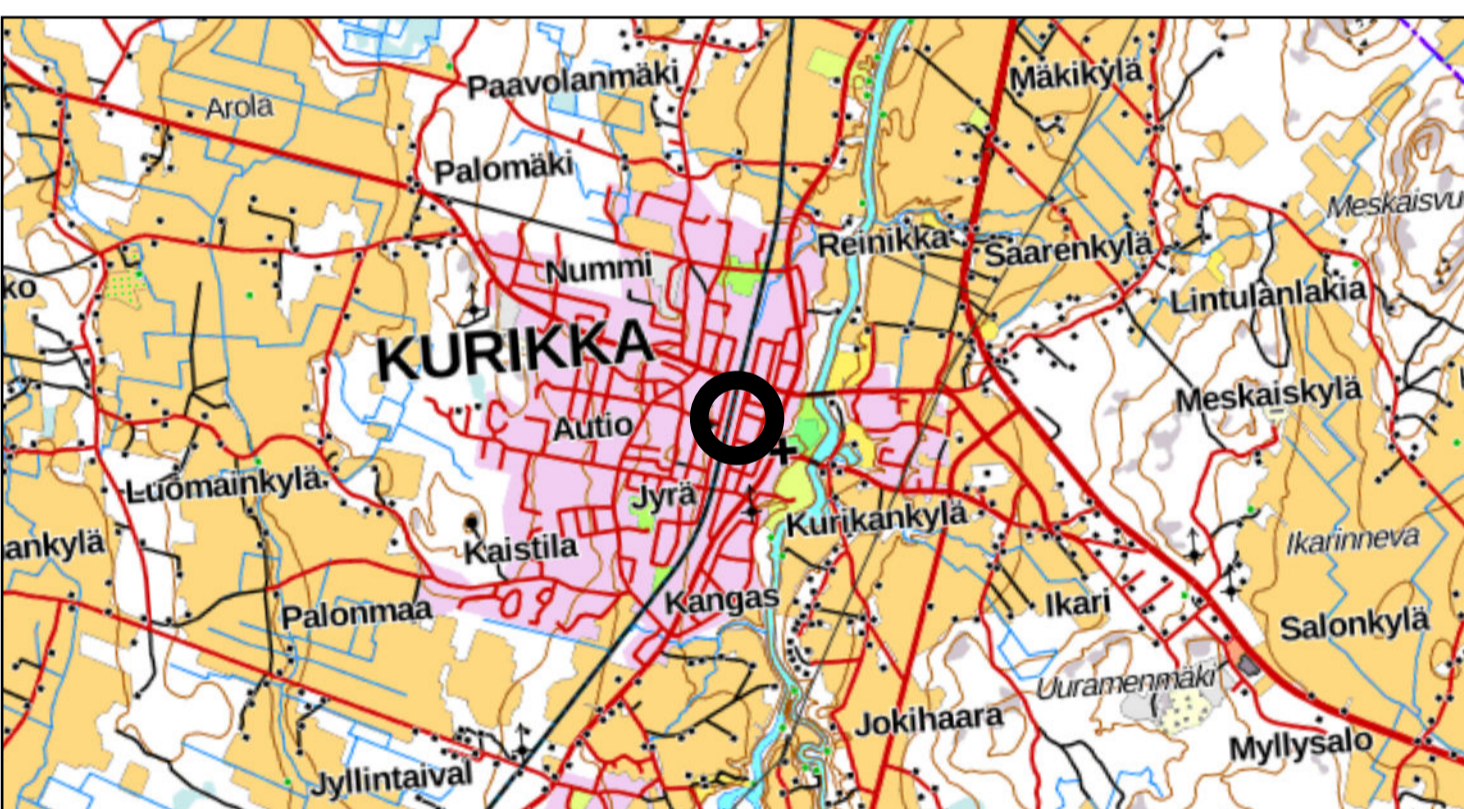 Paavolanmäki
Mäkikylä
Arola
Palomäki
Meskaisvu
Reinikka
Saarenkylä
Nummi
ko
Lintulanlakia
KURIKKA
Meskaiskylä
Autio
Luomainkylä
Jyrä
Kurikankylä
ankylä
Kaistila
Ikarinneva
Palonmaa
Kangas
Ikari
Salonkylä
Uuramenmäki
Jokihaara
Myllysalo
Jyllintaival